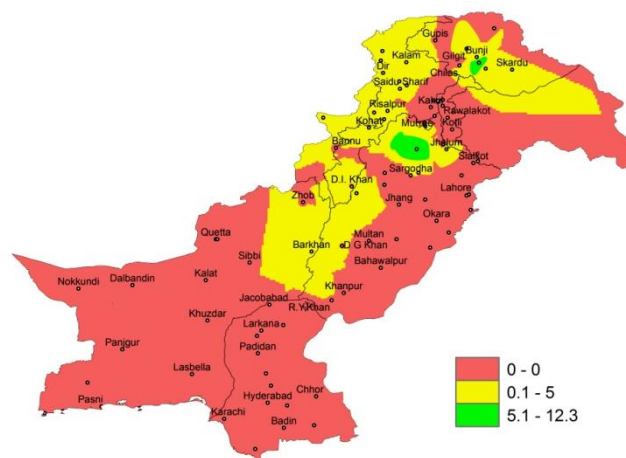 Gupis
Kalam
Gilgit
Bunji
Dir
Chilas
Skardu
Saidu Sharif
Risalpur
Kakul
Rawalakot
Kohat
Kotli
Bannu
Jhelum
Sialkot
Sargodha
D.I. Khan
Zhob
Jhang
Lahore
Okara
Quetta
Multan
Barkhan
D G Khan
Sibbi
Bahawalpur
Nokkundi
Dalbandin
Kalat
Khanpur
Jacobabad
R.Y.Khan
Khuzdar
Larkana
Panjgur
Padidan
Lasbella
Pasni
Hyderabad
Chhor
Karachi
Badin
0 - 0
0.1 - 5
5.1 - 12.3